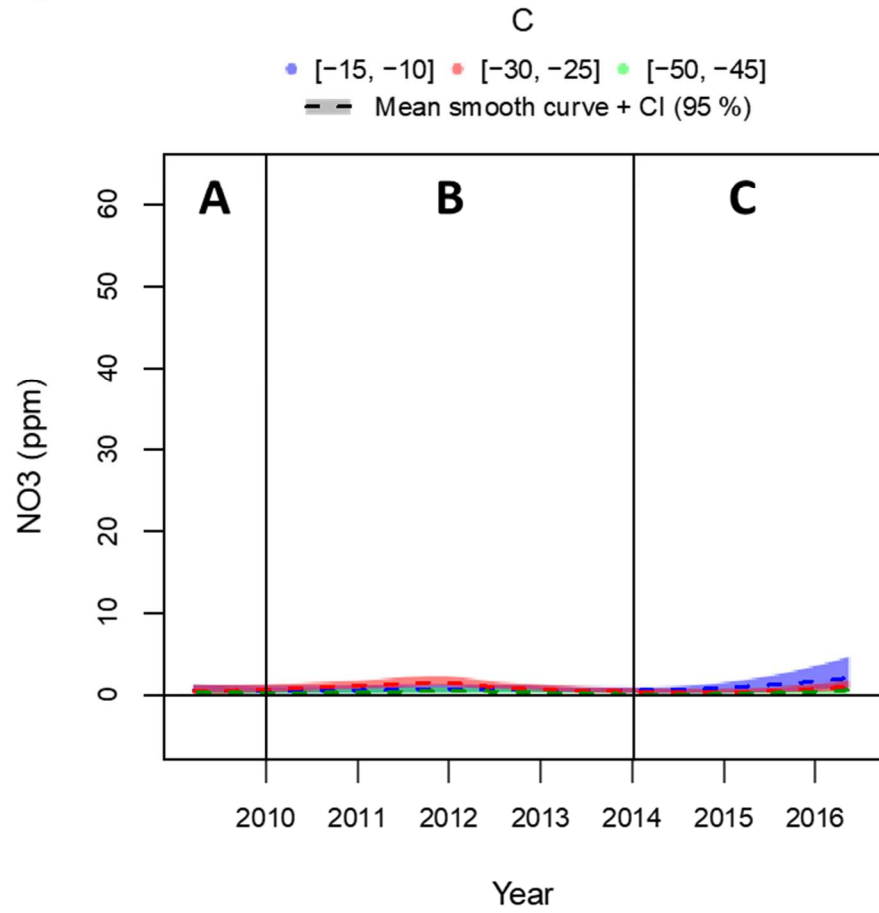 C
[−15, −10] [−30, −25] [−50, −45]
Mean smooth curve + CI (95 %)
A B C
60
50
40
30
20
10
0
NO3 (ppm)
2010 2011 2012 2013 2014 2015 2016
Year